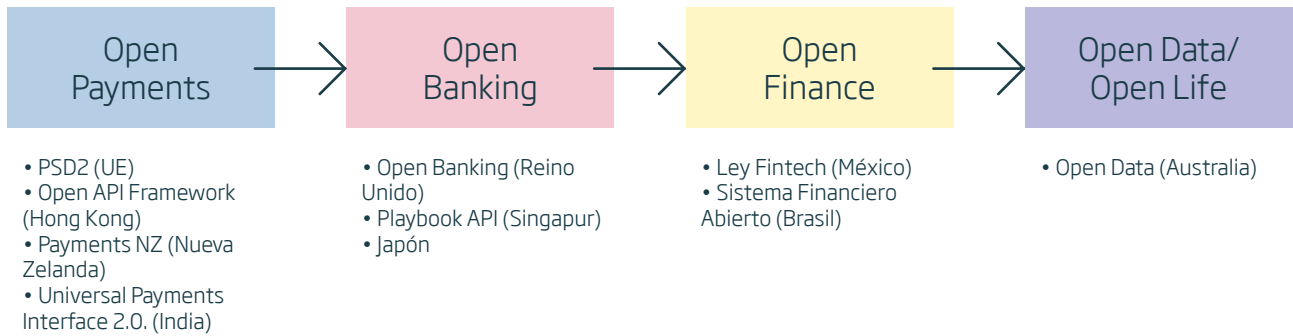 Open
Payments
Open
Banking
Open
Finance
Open Data/
Open Life
• PSD2 (UE)
• Open API Framework
(Hong Kong)
• Payments NZ (Nueva
Zelanda)
• Universal Payments
Interface 2.0. (India)
• Open Banking (Reino
Unido)
• Playbook API (Singapur)
• Japón
• Ley Fintech (México)
• Sistema Financiero
Abierto (Brasil)
• Open Data (Australia)